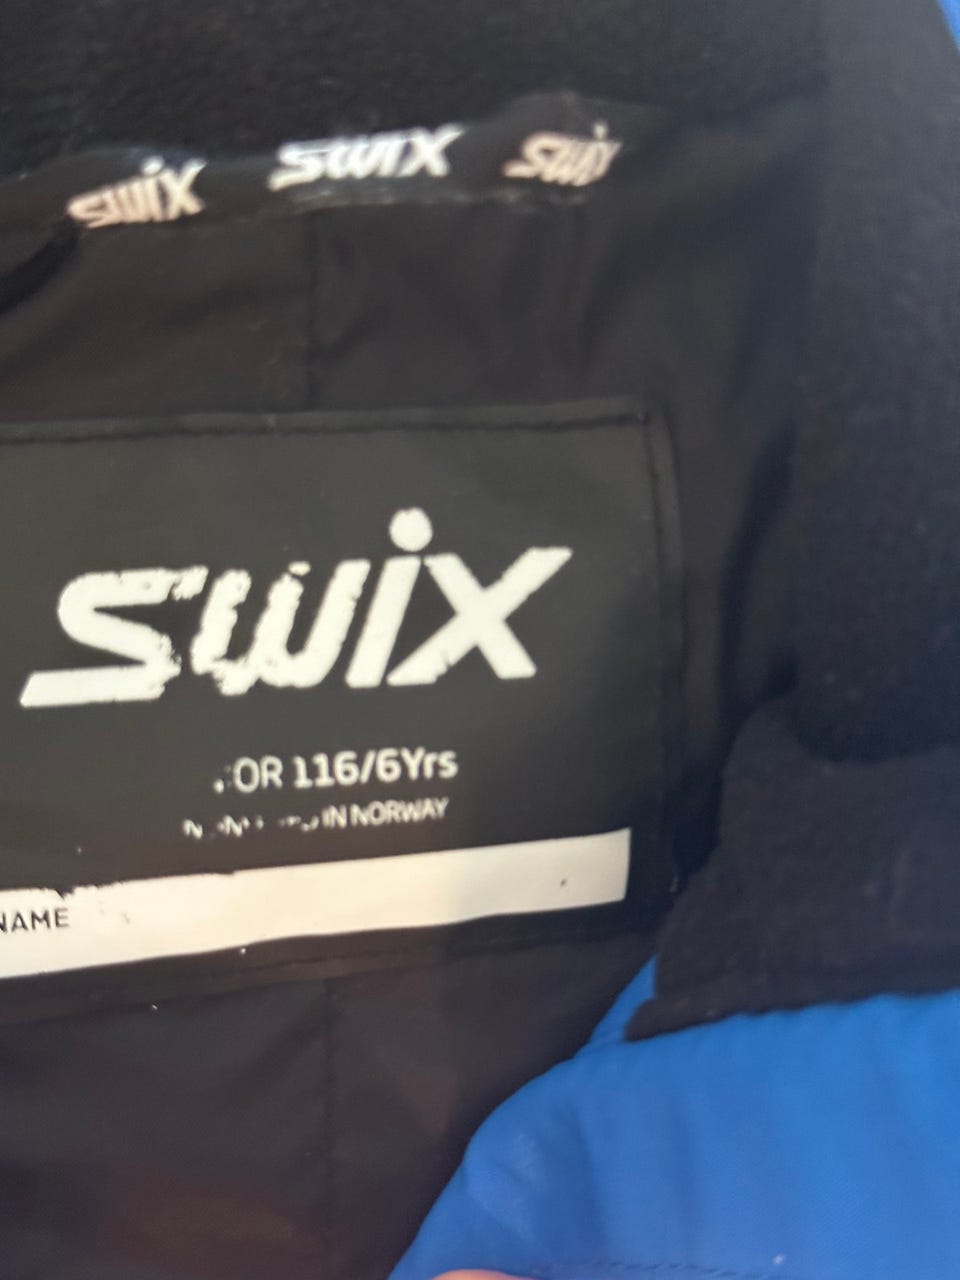 swix swix swix
swix
OR 116/6Yrs
IN NORWAY
NAME